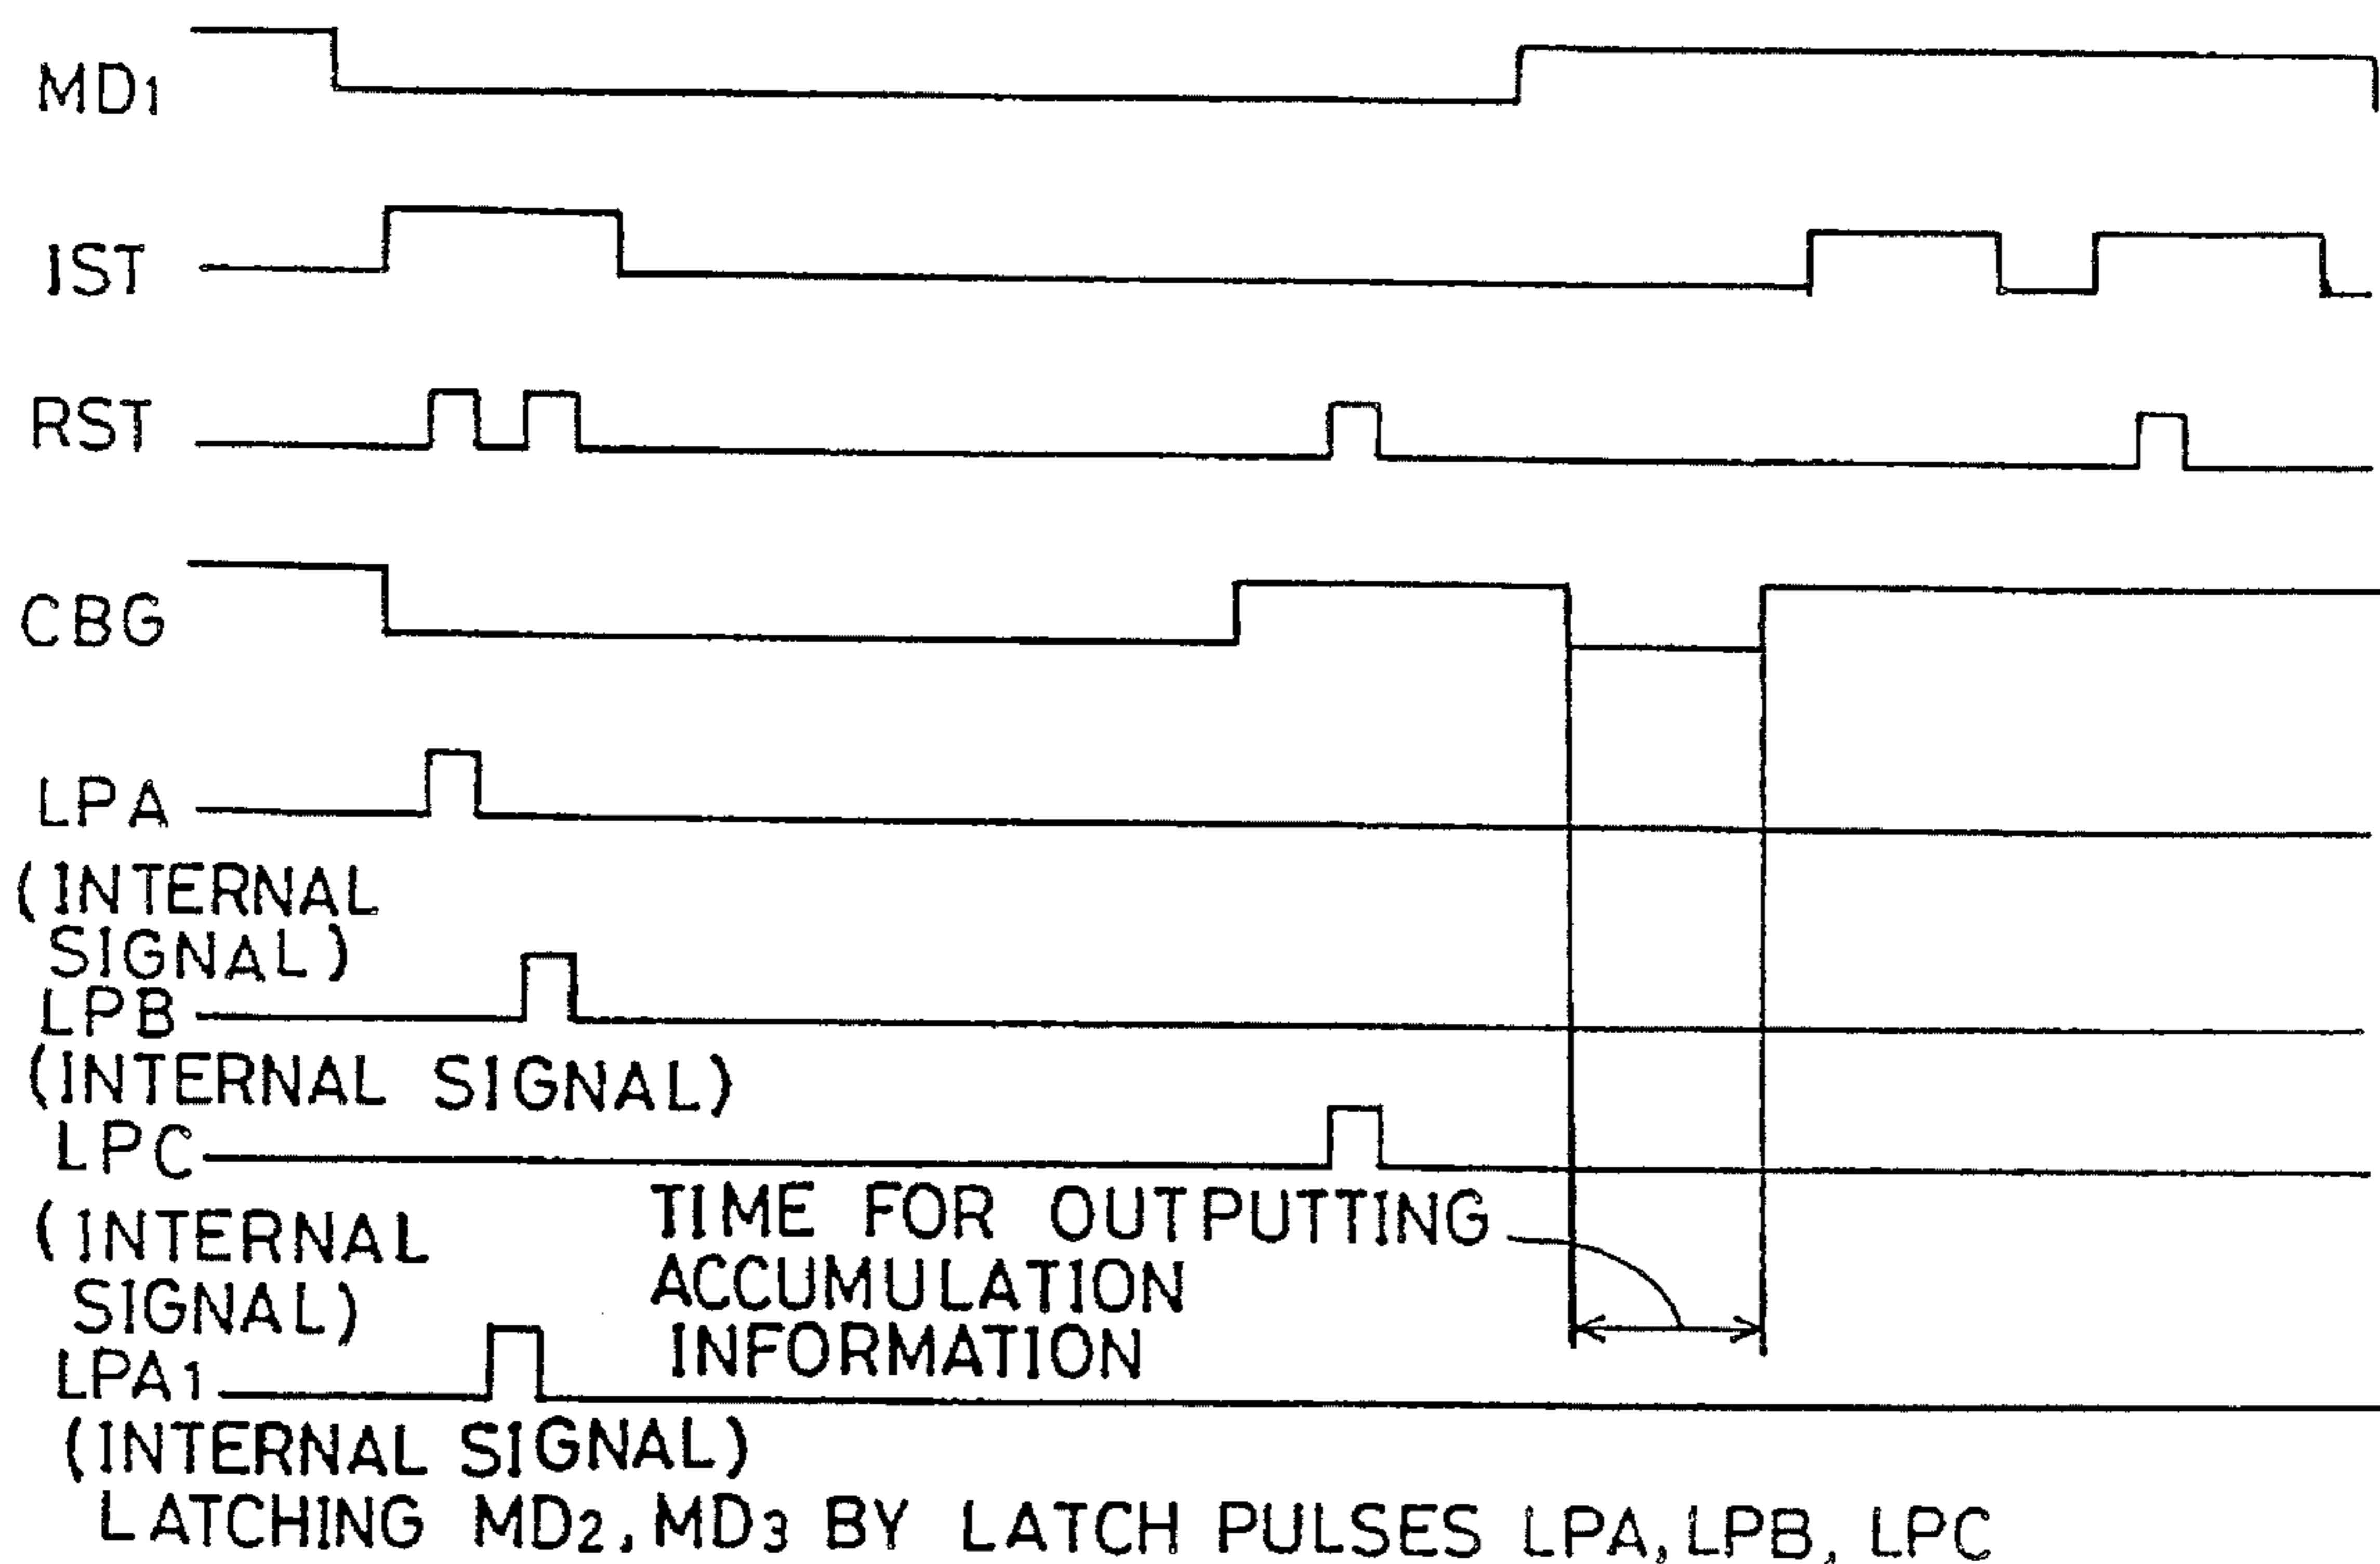 MD1
IST
RST
CBG
LPA
(INTERNAL
SIGNAL)
LPB
(INTERNAL SIGNAL)
LPC
(INTERNAL
SIGNAL)
TIME FOR OUTPUTTING
ACCUMULATION
INFORMATION
LPA1
(INTERNAL SIGNAL)
LATCHING MD2, MD3 BY LATCH PULSES LPA, LPB, LPC